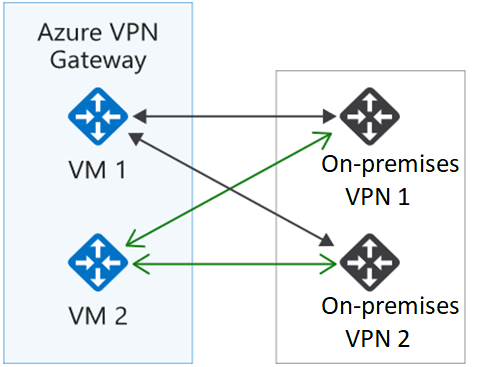 Azure VPN
Gateway
VM 1
VM 2
On-premises
VPN 1
On-premises
VPN 2